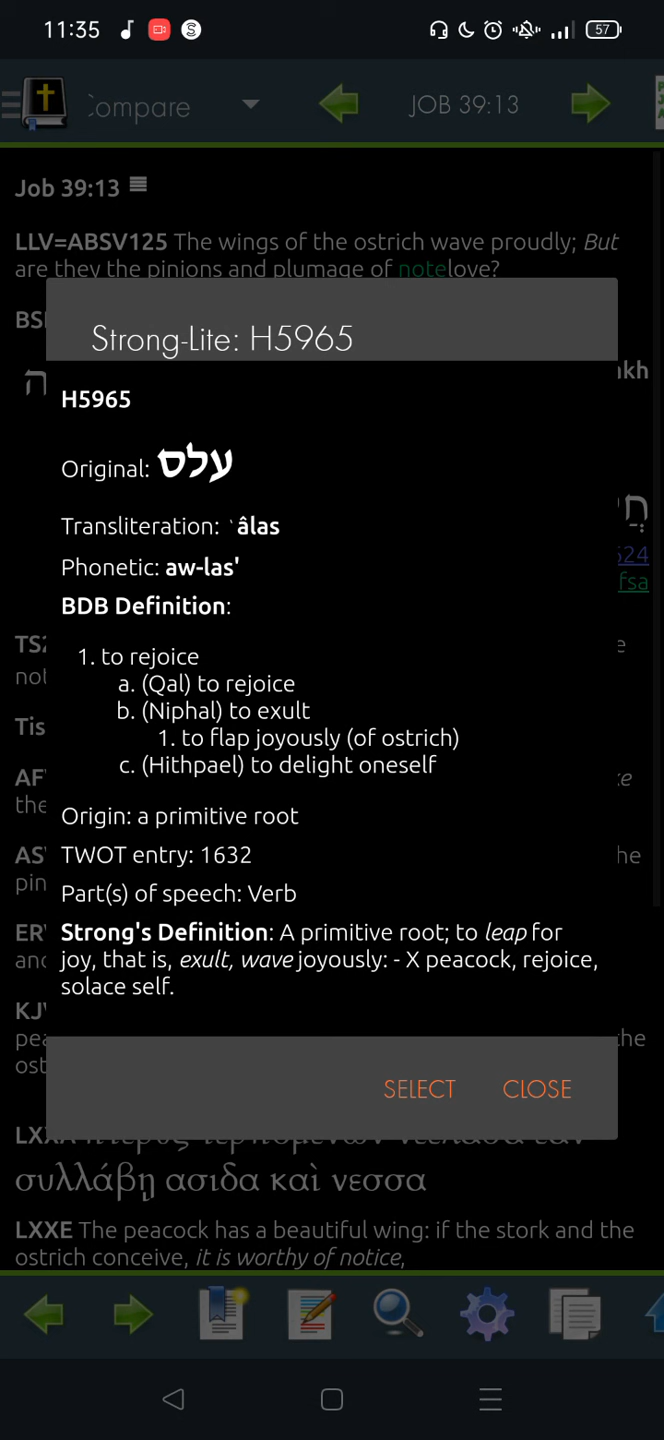 11:35
57
Compare
JOB 39:13
Job 39:13
LLV=ABSV125 The wings of the ostrich wave proudly; But
are they the pinions and plumage of notelove?
Strong-Lite: H5965
H5965
Original: עלס
Transliteration: ʽâlas
Phonetic: aw-las'
BDB Definition:
1. to rejoice
a. (Qal) to rejoice
b. (Niphal) to exult
1. to flap joyously (of ostrich)
c. (Hithpael) to delight oneself
Origin: a primitive root
TWOT entry: 1632
Part(s) of speech: Verb
Strong's Definition: A primitive root; to leap for
joy, that is, exult, wave joyously: - X peacock, rejoice,
solace self.
SELECT CLOSE
συλλάβῃ ασιδα καὶ νεσσα
LXXE The peacock has a beautiful wing: if the stork and the
ostrich conceive, it is worthy of notice,